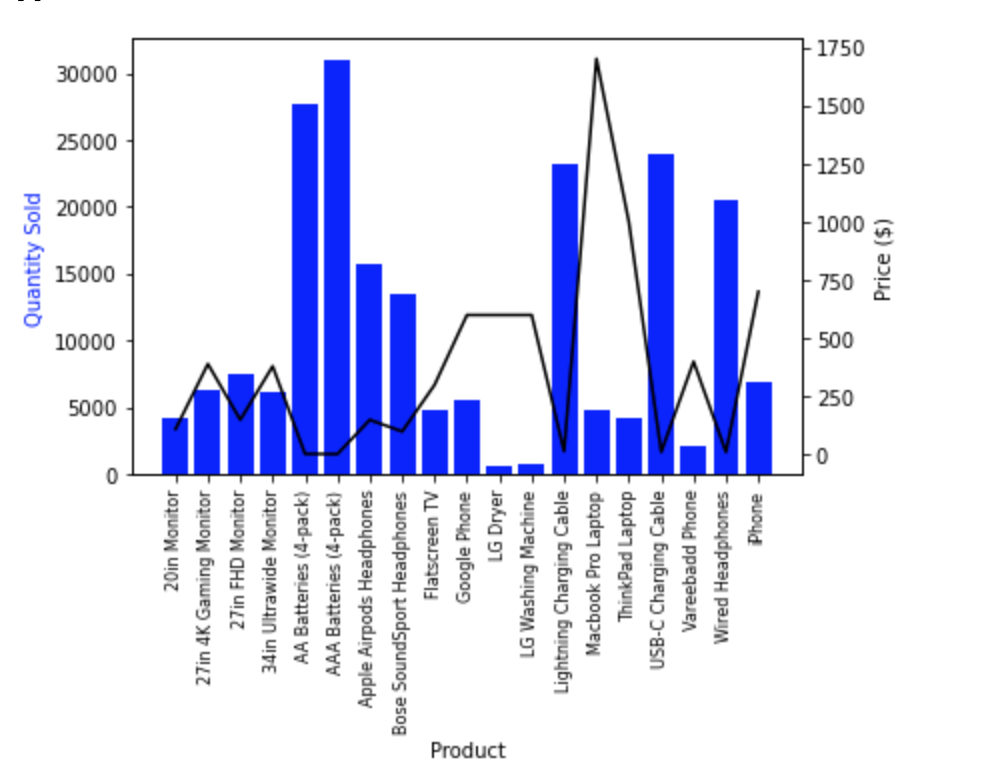 30000
25000
20000
15000
10000
5000
0
Quantity Sold
1750
1500
1250
1000
750
500
250
0
Price ($)
20in Monitor
27in 4K Gaming Monitor
27in FHD Monitor
34in Ultrawide Monitor
AA Batteries (4-pack)
AAA Batteries (4-pack)
Apple Airpods Headphones
Bose SoundSport Headphones
Flatscreen TV
Google Phone
LG Dryer
LG Washing Machine
Lightning Charging Cable
Macbook Pro Laptop
ThinkPad Laptop
USB-C Charging Cable
Vareebadd Phone
Wired Headphones
iPhone
Product